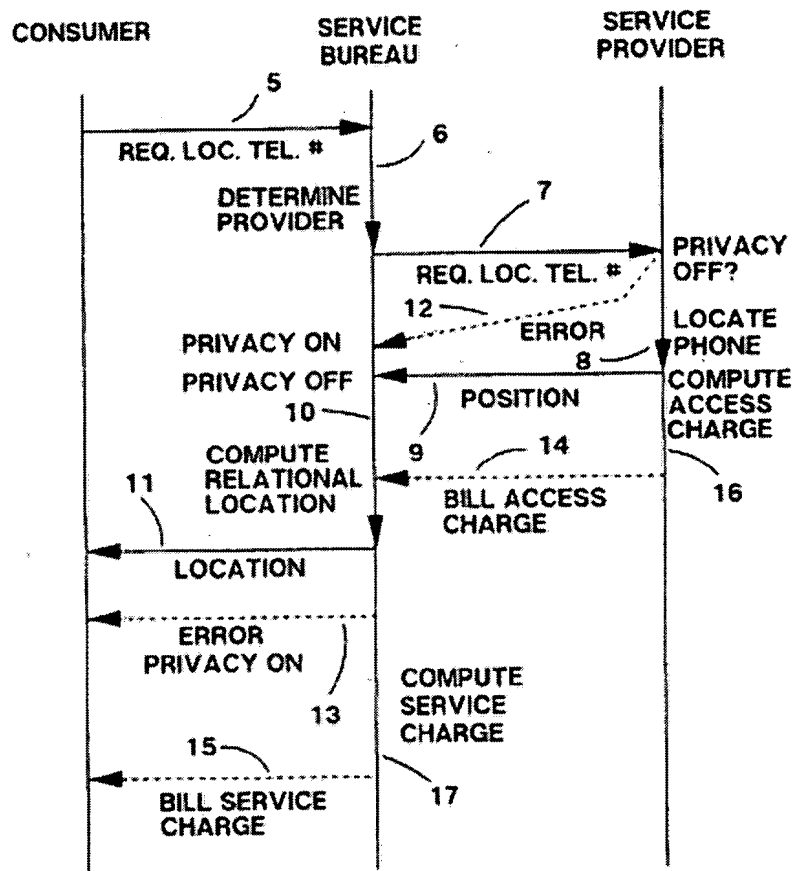 CONSUMER
SERVICE
BUREAU
SERVICE
PROVIDER
5
REQ. LOC. TEL. #
6
DETERMINE
PROVIDER
7
REQ. LOC. TEL. #
PRIVACY
OFF?
12
ERROR
PRIVACY ON
8
LOCATE
PHONE
PRIVACY OFF
10
9
POSITION
COMPUTE
ACCESS
CHARGE
COMPUTE
RELATIONAL
LOCATION
14
BILL ACCESS
CHARGE
16
11
LOCATION
ERROR
PRIVACY ON
13
COMPUTE
SERVICE
CHARGE
15
17
BILL SERVICE
CHARGE